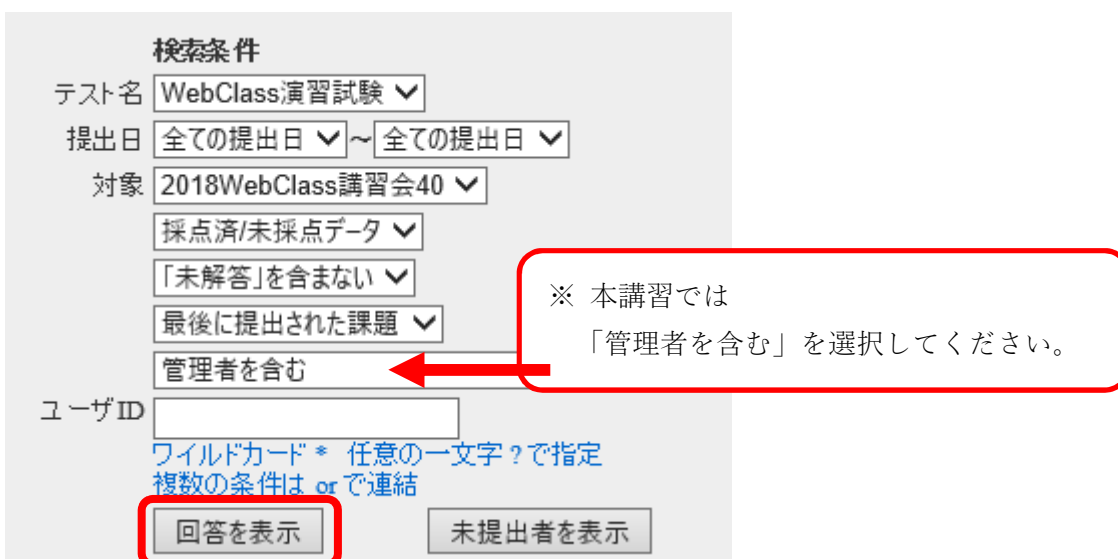 検索条件
テスト名 WebClass演習試験
提出日 全ての提出日 ～ 全ての提出日
対象 2018WebClass講習会40
採点済/未採点データ
「未解答」を含まない
※ 本講習では
最後に提出された課題
「管理者を含む」を選択してください。
管理者を含む
ユーザID
ワイルドカード * 任意の一文字 ? で指定
複数の条件は or で連結
回答を表示 未提出者を表示